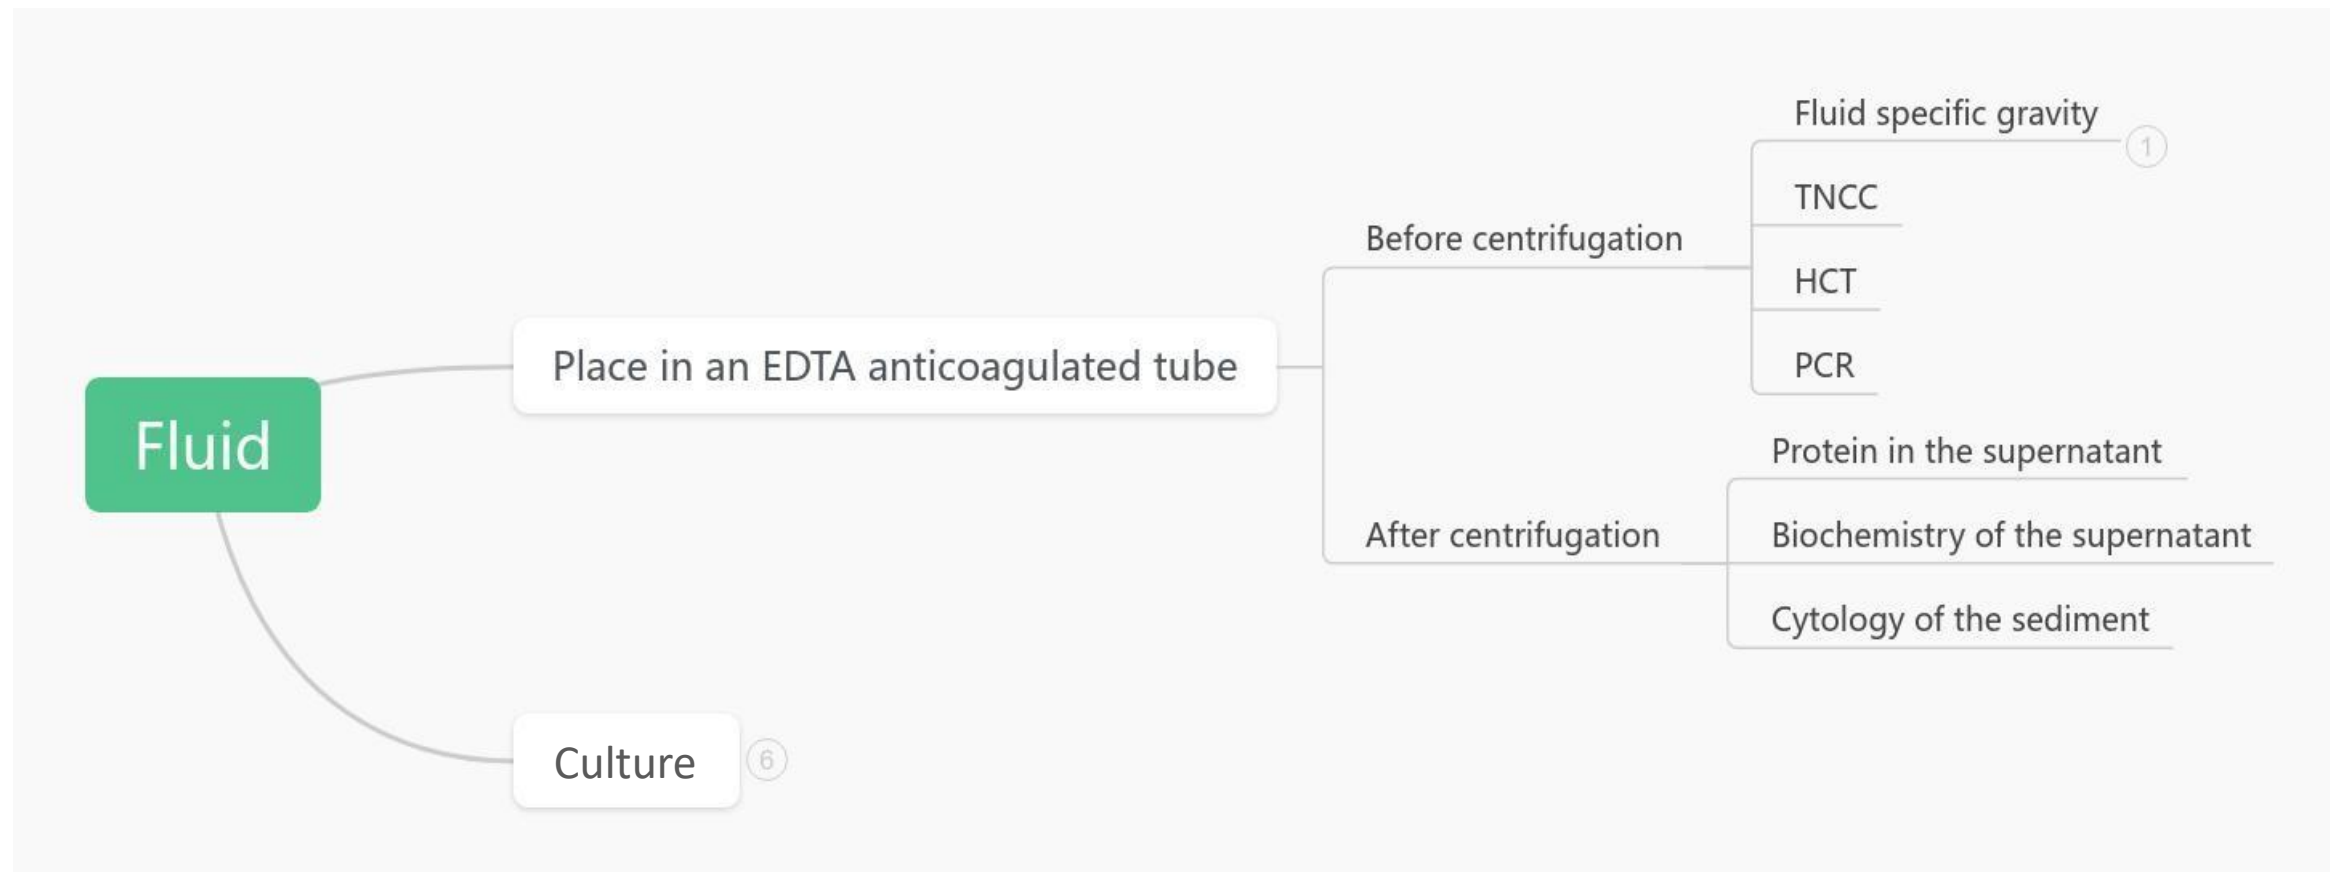 Fluid
Place in an EDTA anticoagulated tube
Before centrifugation
Fluid specific gravity
1
TNCC
HCT
PCR
After centrifugation
Protein in the supernatant
Biochemistry of the supernatant
Cytology of the sediment
Culture
6